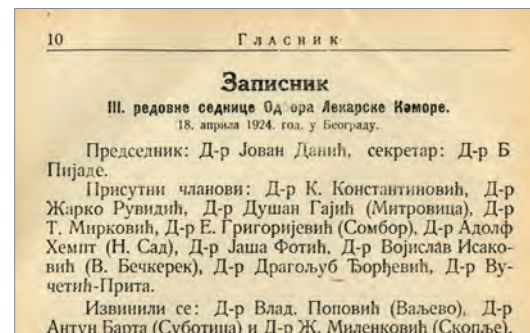 10 Гласник
Записник
III. редовне седнице Од ора Лекарске Коморе.
18. априла 1924. год. у Београду.
Председник: Д-р Јован Данић, секретар: Д-р Б
Пијаде.
Присутни чланови: Д-р К. Константиновић, Д-р
Жарко Рувидић, Д-р Душан Гајић (Митровица), Д-р
Т. Мирковић, Д-р Е. Григоријевић (Сомбор), Д-р Адолф
Хемпт (Н. Сад), Д-р Јаша Фотић, Д-р Војислав Исако-
вић (В. Бечкерек), Д-р Драгољуб Ђорђевић, Д-р Ву-
четић-Прита.
Извинили се: Д-р Влад. Поповић (Ваљево), Д-р
Антун Барта (Суботица) и Д-р Ж. Миленковић (Скопље).